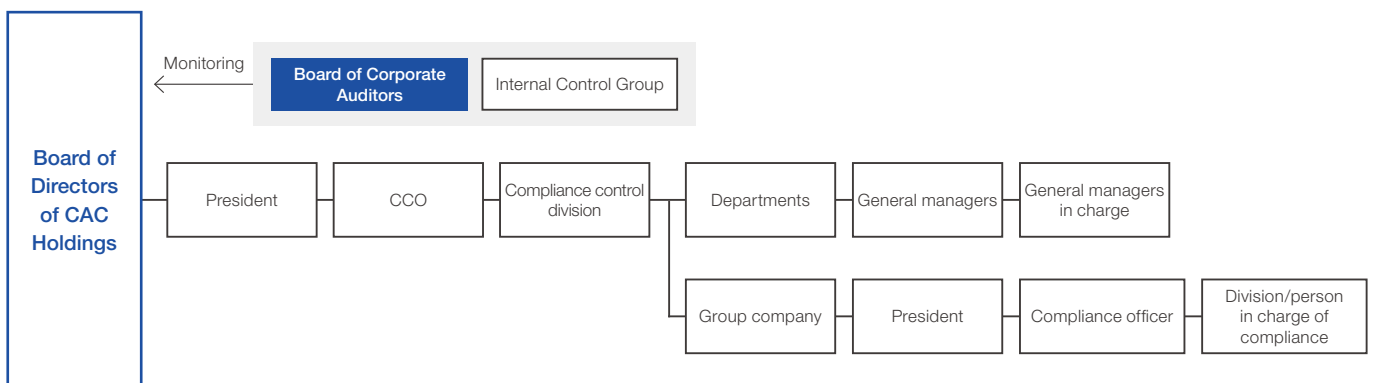 Monitoring
Board of Corporate
Auditors
Internal Control Group
Board of
Directors
of CAC
Holdings
President
CCO
Compliance control
division
Departments
General managers
General managers
in charge
Group company
President
Compliance officer
Division/person
in charge of
compliance